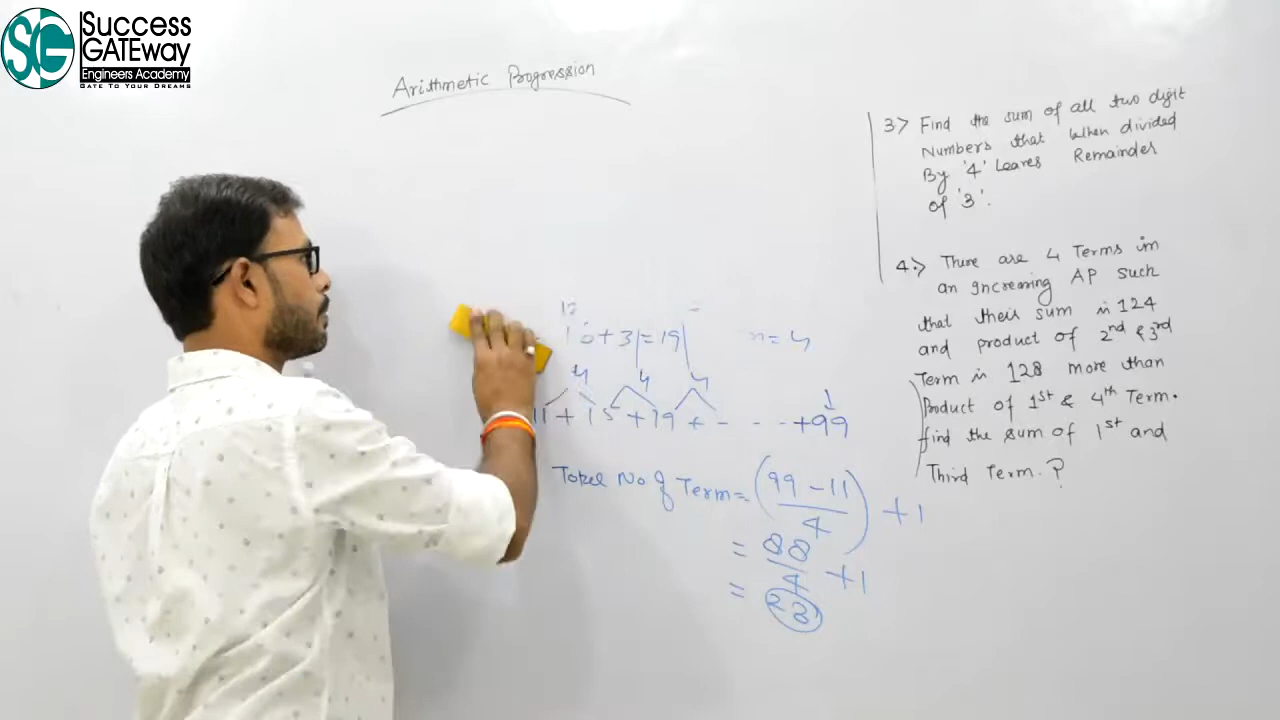 Success
GATEway
Engineers Academy
GATE TO YOUR DREAMS
SG
Arithmetic Progression
3> Find the sum of all two digit
Numbers that when divided
By '4' Leaves Remainder
of '3'.
4.> There are 4 Terms in
an Increasing AP such
that their sum is 124
and product of 2nd & 3rd
Term is 128 more than
Product of 1st & 4th Term.
find the sum of 1st and
Third Term. ?
12
16+3=19 n=4
4 4 4
11 + 15 + 19 + - - - - +99
Total No of Term = (99-11
4) +1
= 88
4 +1
= 23